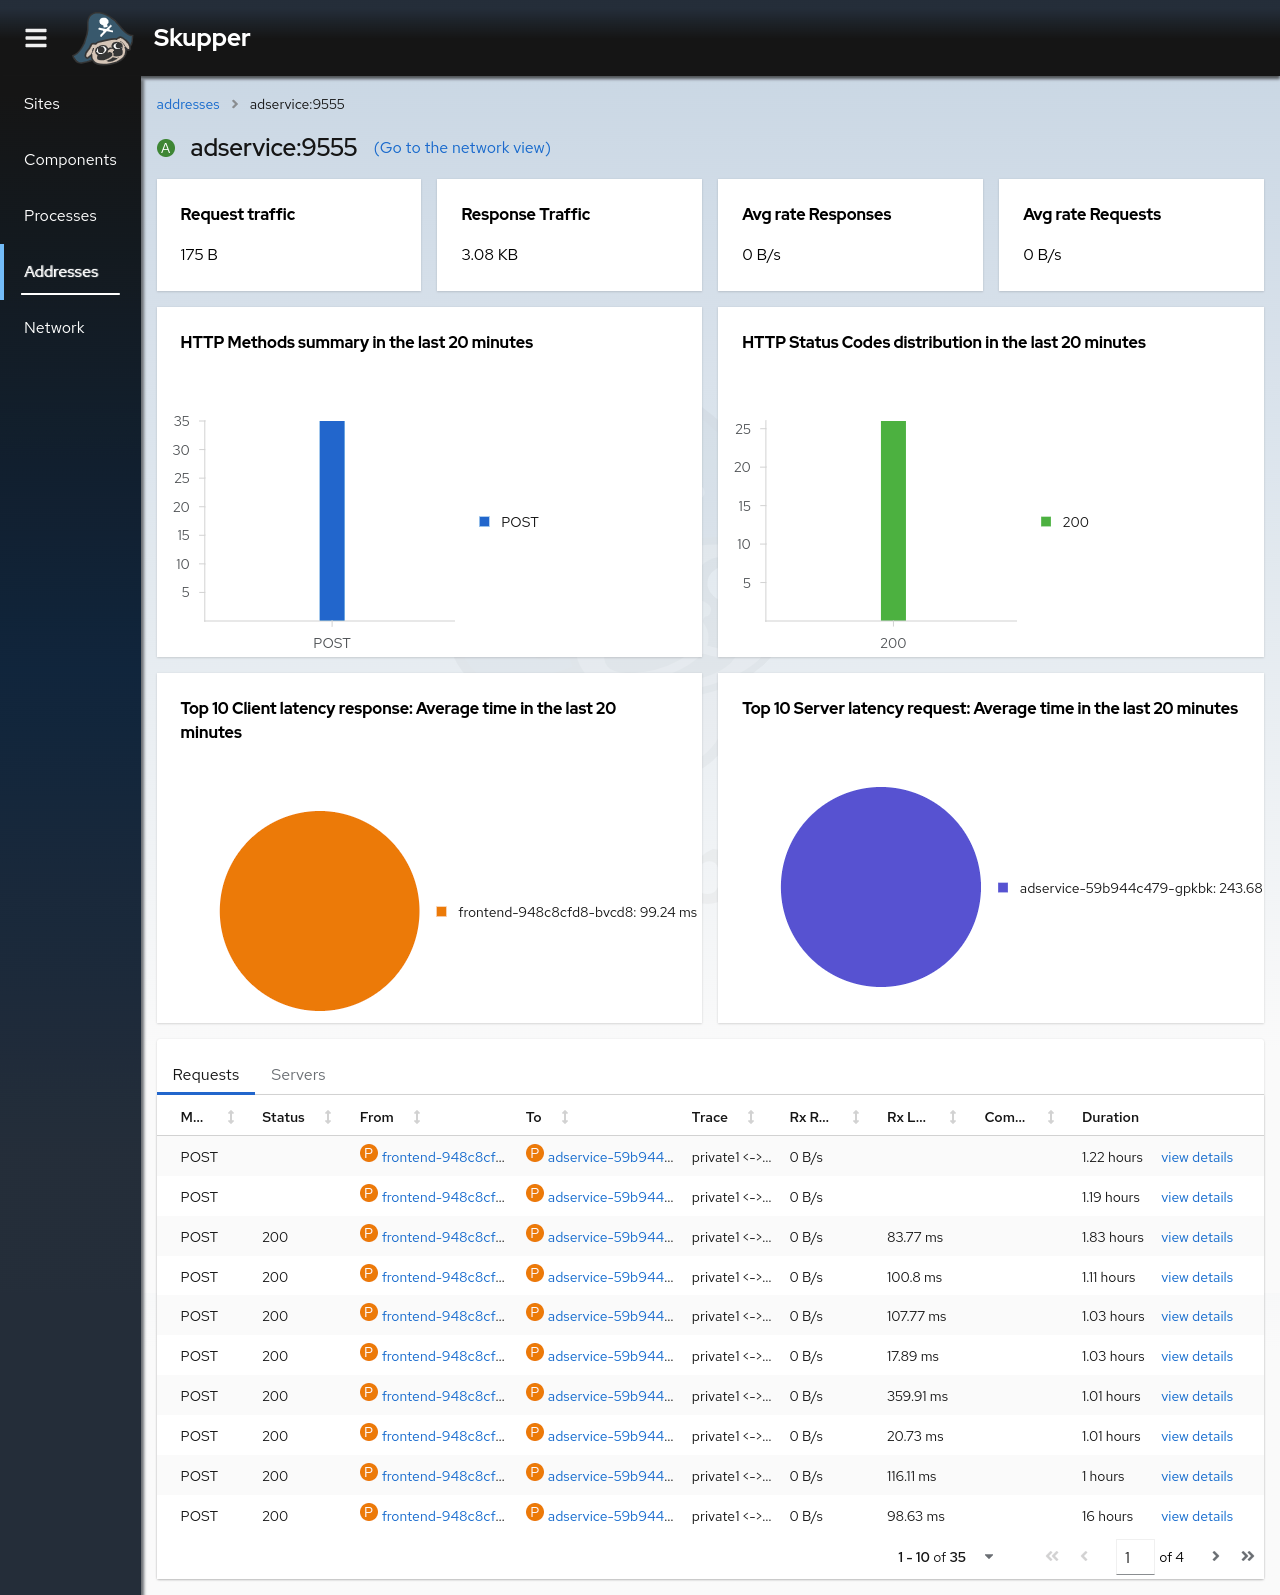 Skupper
Sites
Components
Processes
Addresses
Network
addresses > adservice:9555
A adservice:9555 (Go to the network view)
Request traffic
175 B
Response Traffic
3.08 KB
Avg rate Responses
0 B/s
Avg rate Requests
0 B/s
HTTP Methods summary in the last 20 minutes
35
30
25
20
15
10
5
POST
POST
HTTP Status Codes distribution in the last 20 minutes
25
20
15
10
5
200
200
Top 10 Client latency response: Average time in the last 20
minutes
frontend-948c8cfd8-bvcd8: 99.24 ms
Top 10 Server latency request: Average time in the last 20 minutes
adservice-59b944c479-gpkbk: 243.68
Requests Servers
M... Status From To Trace Rx R... Rx L... Com... Duration
POST P frontend-948c8cf... P adservice-59b944... private1 <->... 0 B/s 1.22 hours view details
POST P frontend-948c8cf... P adservice-59b944... private1 <->... 0 B/s 1.19 hours view details
POST 200 P frontend-948c8cf... P adservice-59b944... private1 <->... 0 B/s 83.77 ms 1.83 hours view details
POST 200 P frontend-948c8cf... P adservice-59b944... private1 <->... 0 B/s 100.8 ms 1.11 hours view details
POST 200 P frontend-948c8cf... P adservice-59b944... private1 <->... 0 B/s 107.77 ms 1.03 hours view details
POST 200 P frontend-948c8cf... P adservice-59b944... private1 <->... 0 B/s 17.89 ms 1.03 hours view details
POST 200 P frontend-948c8cf... P adservice-59b944... private1 <->... 0 B/s 359.91 ms 1.01 hours view details
POST 200 P frontend-948c8cf... P adservice-59b944... private1 <->... 0 B/s 20.73 ms 1.01 hours view details
POST 200 P frontend-948c8cf... P adservice-59b944... private1 <->... 0 B/s 116.11 ms 1 hours view details
POST 200 P frontend-948c8cf... P adservice-59b944... private1 <->... 0 B/s 98.63 ms 16 hours view details
1 - 10 of 35 1 of 4